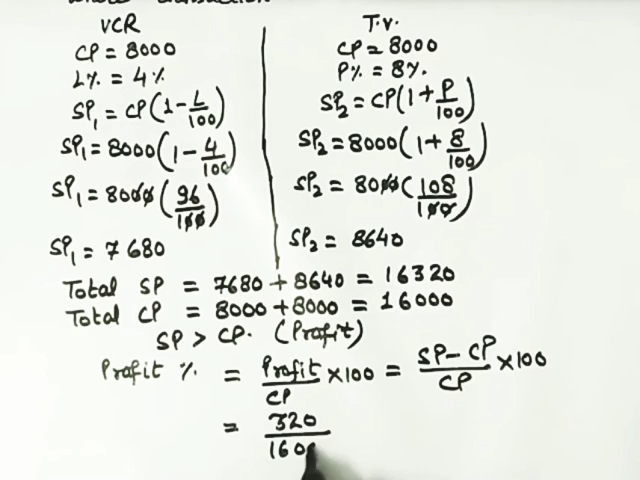 VCR
CP = 8000
L% = 4%
SP₁ = CP(1 - L/100)
SP₁ = 8000(1 - 4/100)
SP₁ = 8000(96/100)
SP₁ = 7680
T.V.
CP = 8000
P% = 8%.
SP₂ = CP(1 + P/100)
SP₂ = 8000(1 + 8/100)
SP₂ = 8000(108/100)
SP₂ = 8640
Total SP = 7680 + 8640 = 16320
Total CP = 8000 + 8000 = 16000
SP > CP. (Profit)
Profit % = Profit/CP × 100 = SP - CP/CP × 100
= 320/160